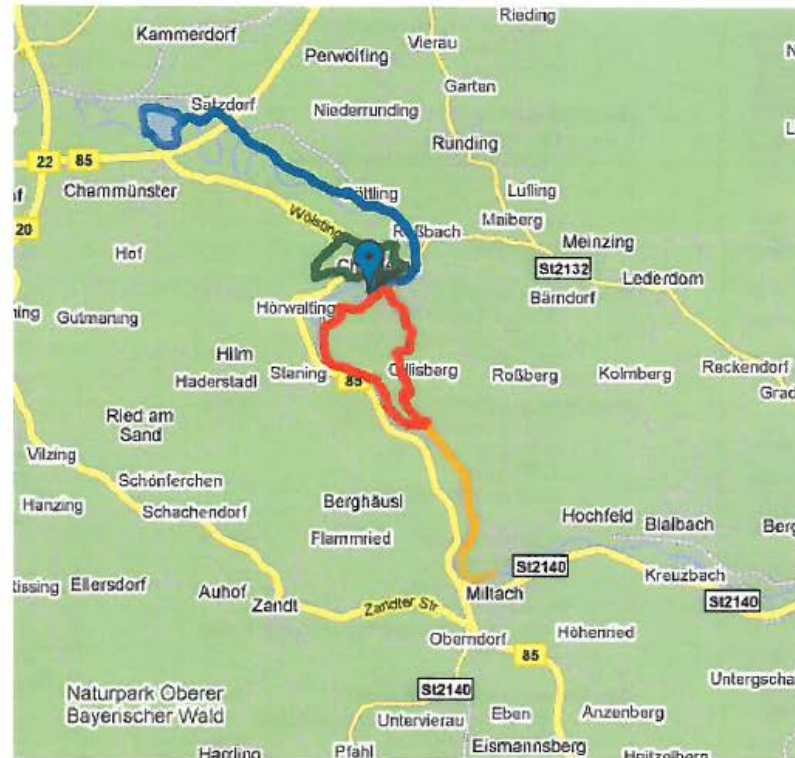 Rieding
Kammerdorf
Vierau
Perwolfing
Garten
Satzdorf
Niederrunding
Runding
22
85
Chammünster
Lufling
Maiberg
Wölsting
Roßbach
20
Meinzing
Hof
St2132
Lederdorn
Bärndorf
Gutmaning
Hörwalting
Hilm
Haderstadl
Staning
85
Roßberg
Kolmberg
Reckendorf
Ried am
Sand
Vilzing
Schönferchen
Hanzing
Schachendorf
Berghäusl
Flammried
Hochfeld
Blaibach
St2140
Kreuzbach
Ellersdorf
Auhof
Zandt
Zandter Str
Miltach
St2140
Oberndorf
Höhenried
85
Naturpark Oberer
Bayerischer Wald
St2140
Untervierau
Eben
Anzenberg
Harrling
Pfahl
Eismannsberg